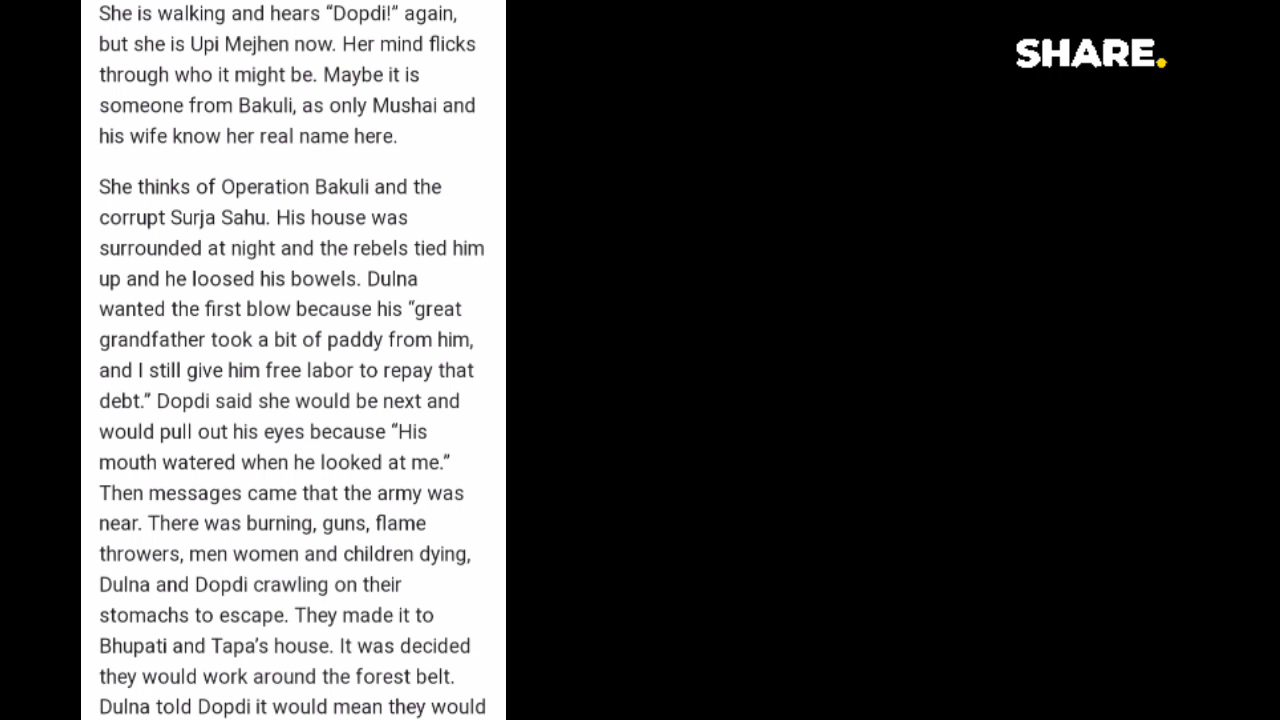 She is walking and hears “Dopdi!” again,
but she is Upi Mejhen now. Her mind flicks
through who it might be. Maybe it is
someone from Bakuli, as only Mushai and
his wife know her real name here.
She thinks of Operation Bakuli and the
corrupt Surja Sahu. His house was
surrounded at night and the rebels tied him
up and he loosed his bowels. Dulna
wanted the first blow because his “great
grandfather took a bit of paddy from him,
and I still give him free labor to repay that
debt.” Dopdi said she would be next and
would pull out his eyes because “His
mouth watered when he looked at me.”
Then messages came that the army was
near. There was burning, guns, flame
throwers, men women and children dying,
Dulna and Dopdi crawling on their
stomachs to escape. They made it to
Bhupati and Tapa’s house. It was decided
they would work around the forest belt.
Dulna told Dopdi it would mean they would
SHARE.